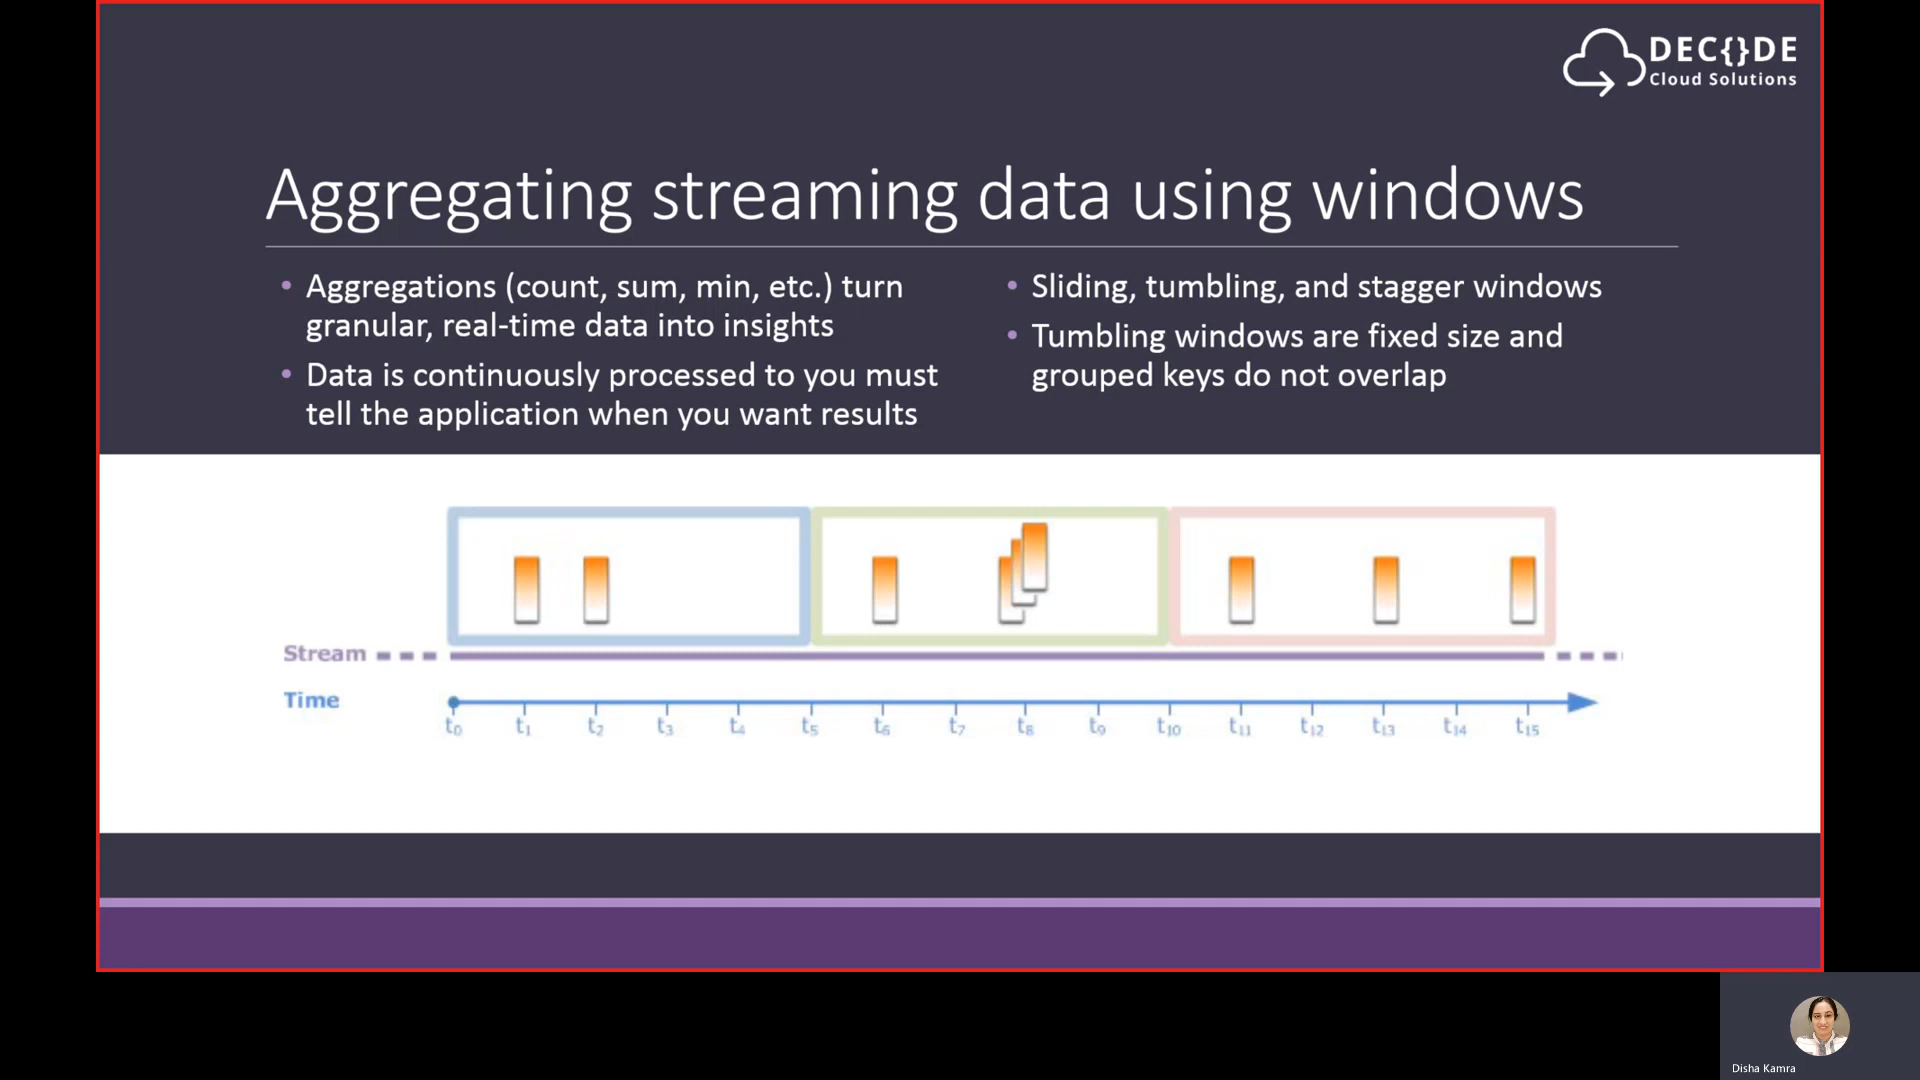 DEC{}DE
Cloud Solutions
Aggregating streaming data using windows
• Aggregations (count, sum, min, etc.) turn
granular, real-time data into insights
• Data is continuously processed to you must
tell the application when you want results
• Sliding, tumbling, and stagger windows
• Tumbling windows are fixed size and
grouped keys do not overlap
Stream
Time
t₀ t₁ t₂ t₃ t₄ t₅ t₆ t₇ t₈ t₉ t₁₀ t₁₁ t₁₂ t₁₃ t₁₄ t₁₅
Disha Kamra